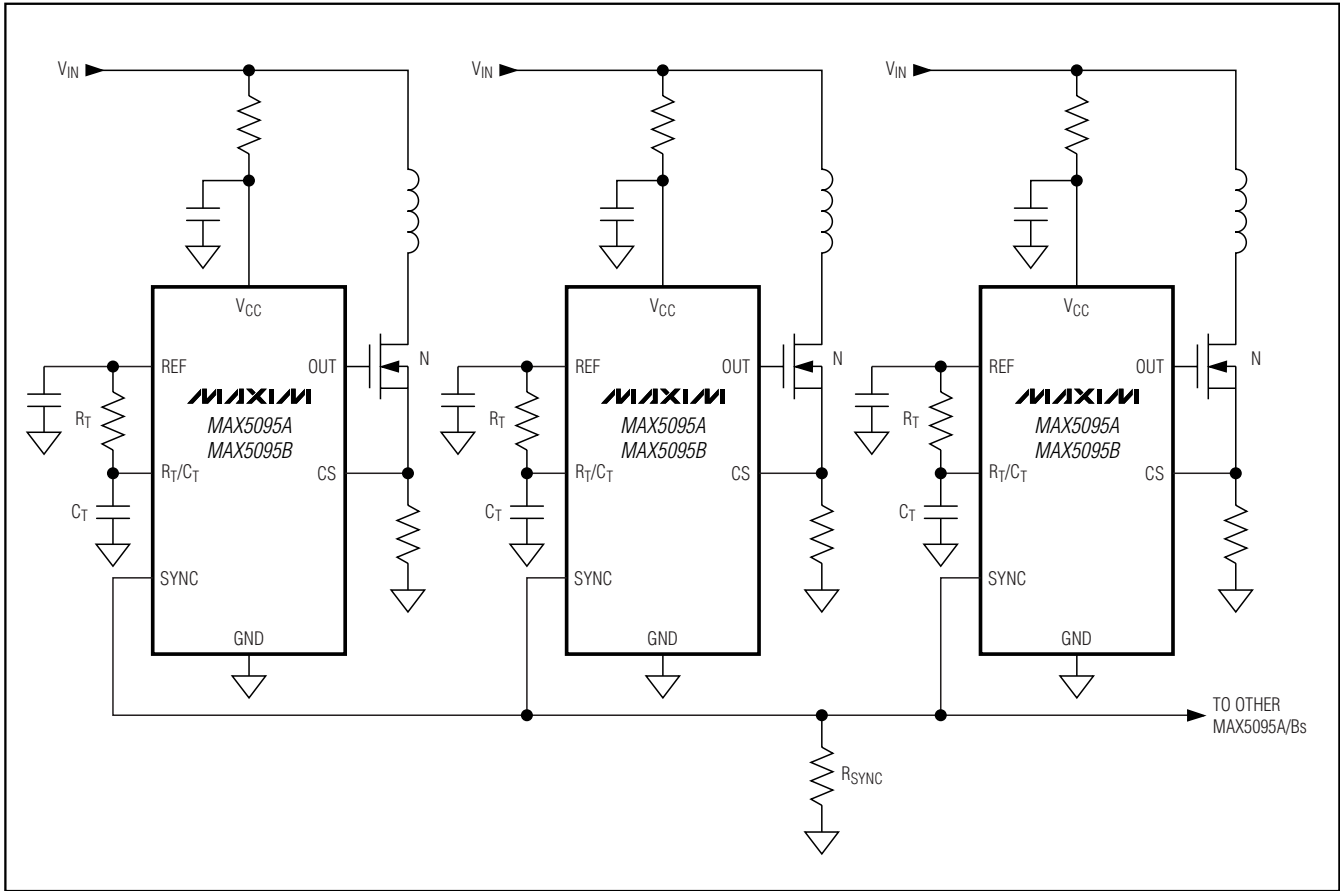 VIN
VIN
VIN
VCC
REF
OUT
N
RT
MAXIM
MAX5095A
MAX5095B
RT/CT
CS
CT
SYNC
GND
VCC
REF
OUT
N
RT
MAXIM
MAX5095A
MAX5095B
RT/CT
CS
CT
SYNC
GND
VCC
REF
OUT
N
RT
MAXIM
MAX5095A
MAX5095B
RT/CT
CS
CT
SYNC
GND
TO OTHER
MAX5095A/Bs
RSYNC